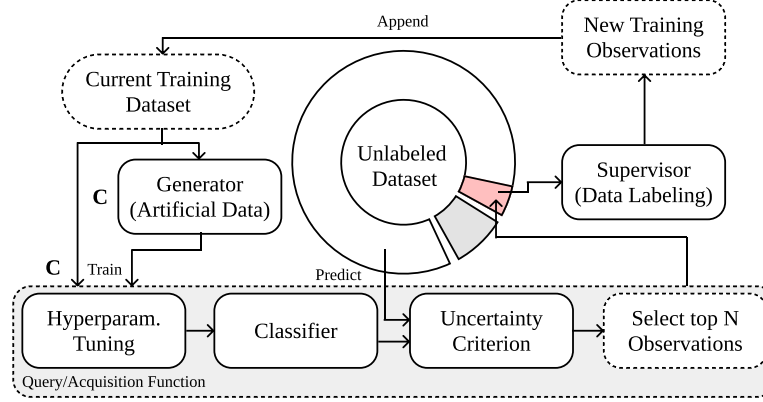 Append
New Training
Observations
Current Training
Dataset
Unlabeled
Dataset
Generator
(Artificial Data)
C
Supervisor
(Data Labeling)
C
Train
Predict
Hyperparam.
Tuning
Classifier
Uncertainty
Criterion
Select top N
Observations
Query/Acquisition Function